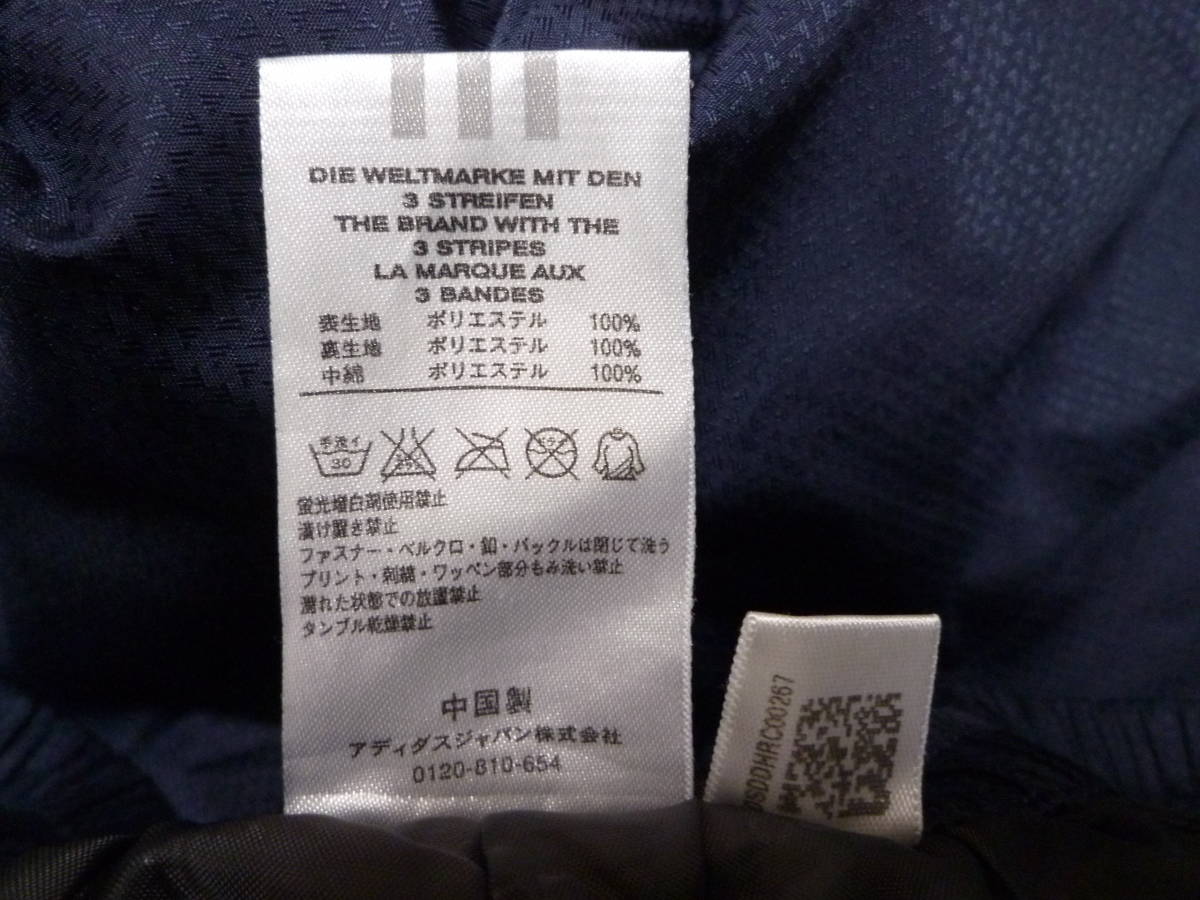 DIE WELTMARKE MIT DEN
3 STREIFEN
THE BRAND WITH THE
3 STRIPES
LA MARQUE AUX
3 BANDES
表生地 ポリエステル 100%
裏生地 ポリエステル 100%
中綿 ポリエステル 100%
手洗イ
30
蛍光増白剤使用禁止
漬け置き禁止
ファスナー・ベルクロ・釦・バックルは閉じて洗う
プリント・刺繍・ワッペン部分もみ洗い禁止
濡れた状態での放置禁止
タンブル乾燥禁止
中国製
アディダスジャパン株式会社
0120-810-654